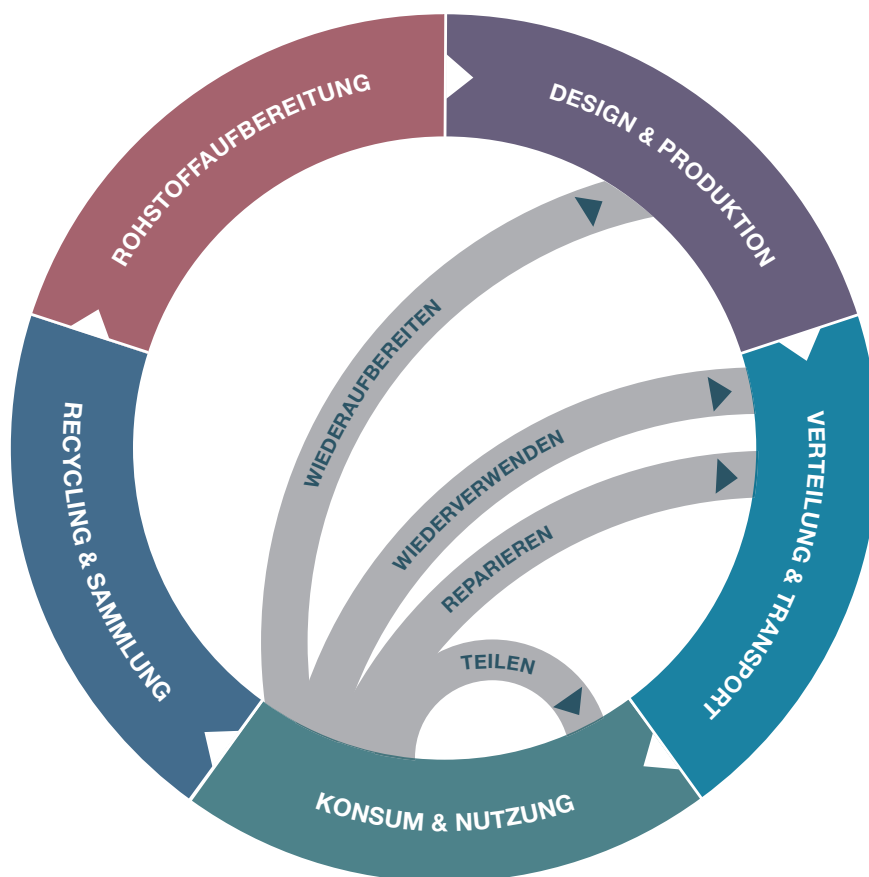 ROHSTOFFAUFBEREITUNG
DESIGN & PRODUKTION
VERTEILUNG & TRANSPORT
KONSUM & NUTZUNG
RECYCLING & SAMMLUNG
WIEDERAUFBEREITEN
WIEDERVERWENDEN
REPARIEREN
TEILEN